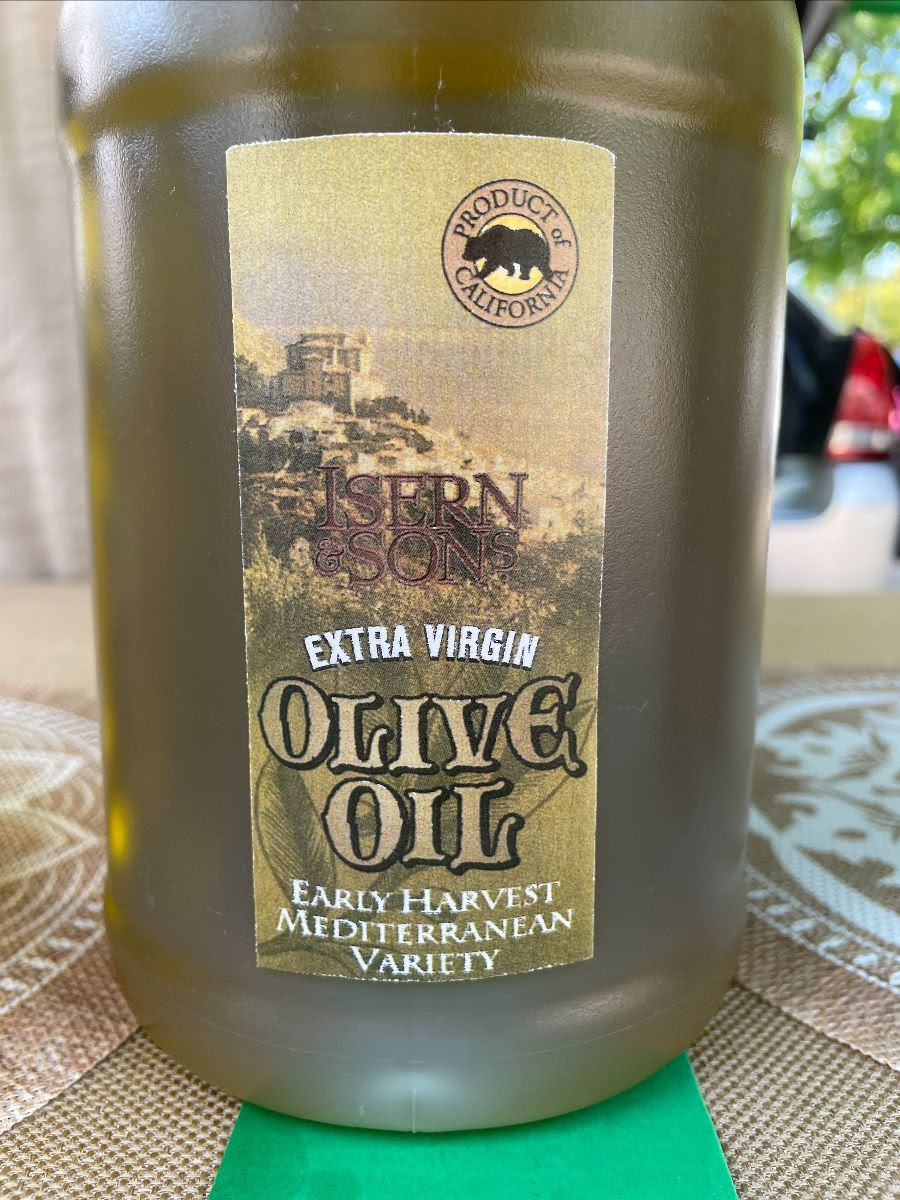 PRODUCT of
CALIFORNIA
ISERN
& SONS
EXTRA VIRGIN
OLIVE
OIL
EARLY HARVEST
MEDITERRANEAN
VARIETY